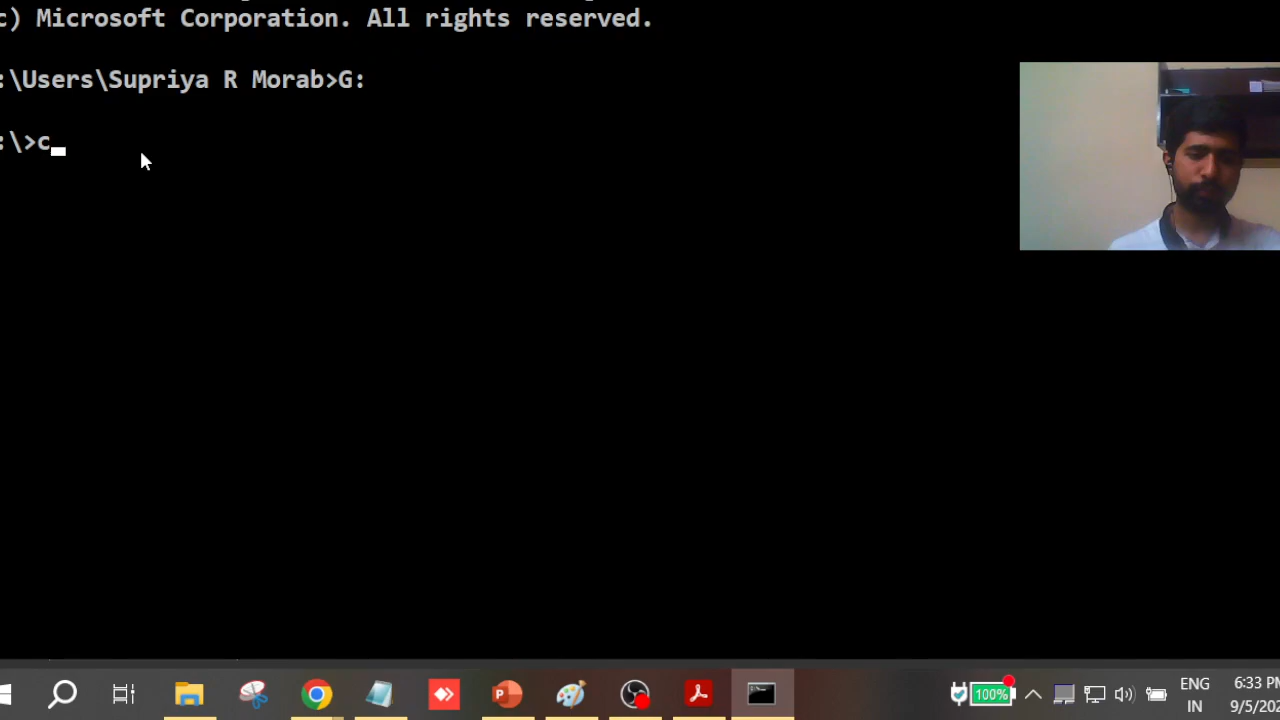 c) Microsoft Corporation. All rights reserved.
:\Users\Supriya R Morab>G:
:\>c
100%
ENG
IN
6:33 PM
9/5/202